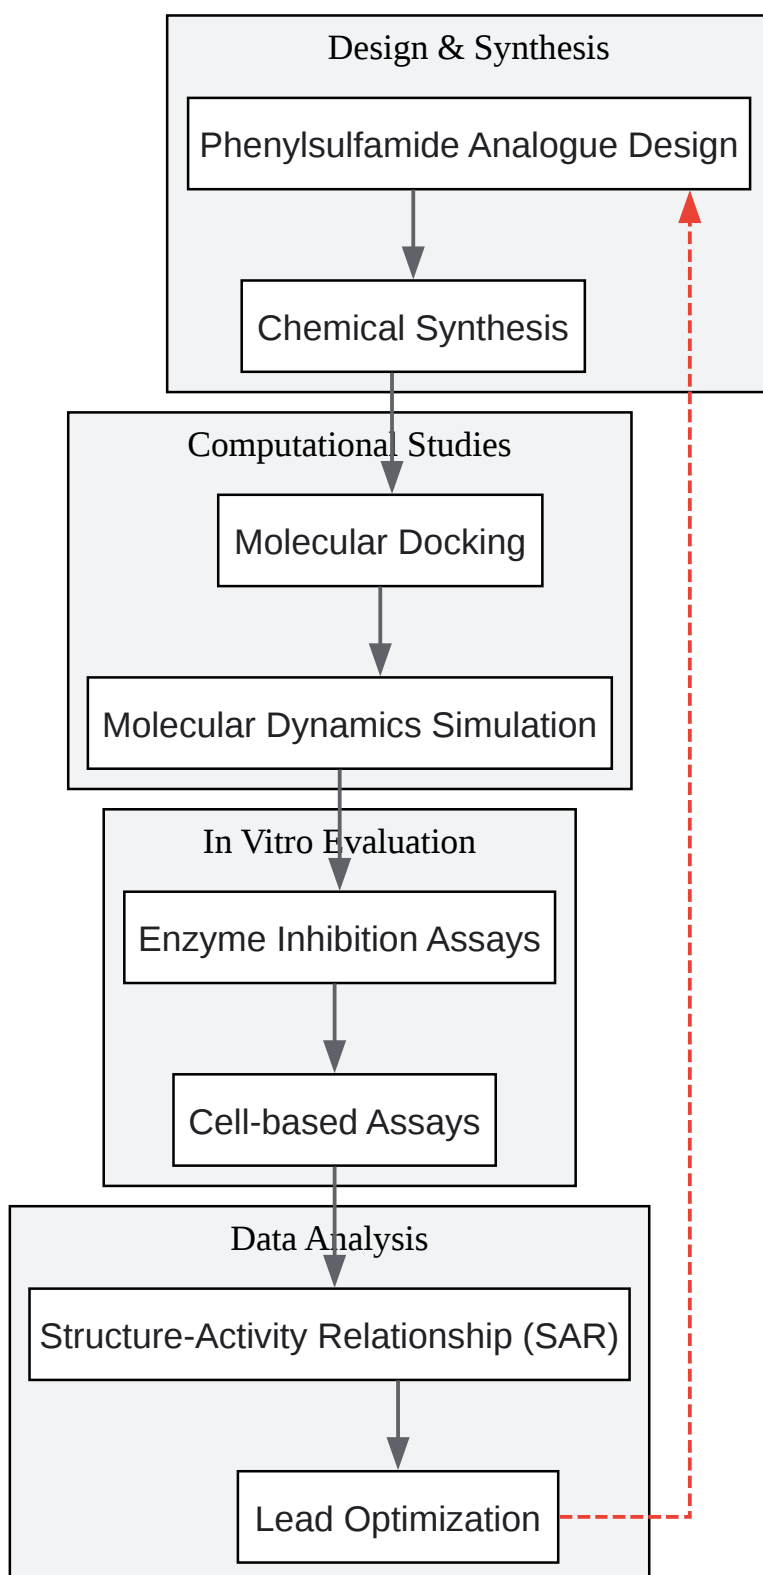 Design & Synthesis
Phenylsulfamide Analogue Design
Chemical Synthesis
Computational Studies
Molecular Docking
Molecular Dynamics Simulation
In Vitro Evaluation
Enzyme Inhibition Assays
Cell-based Assays
Data Analysis
Structure-Activity Relationship (SAR)
Lead Optimization